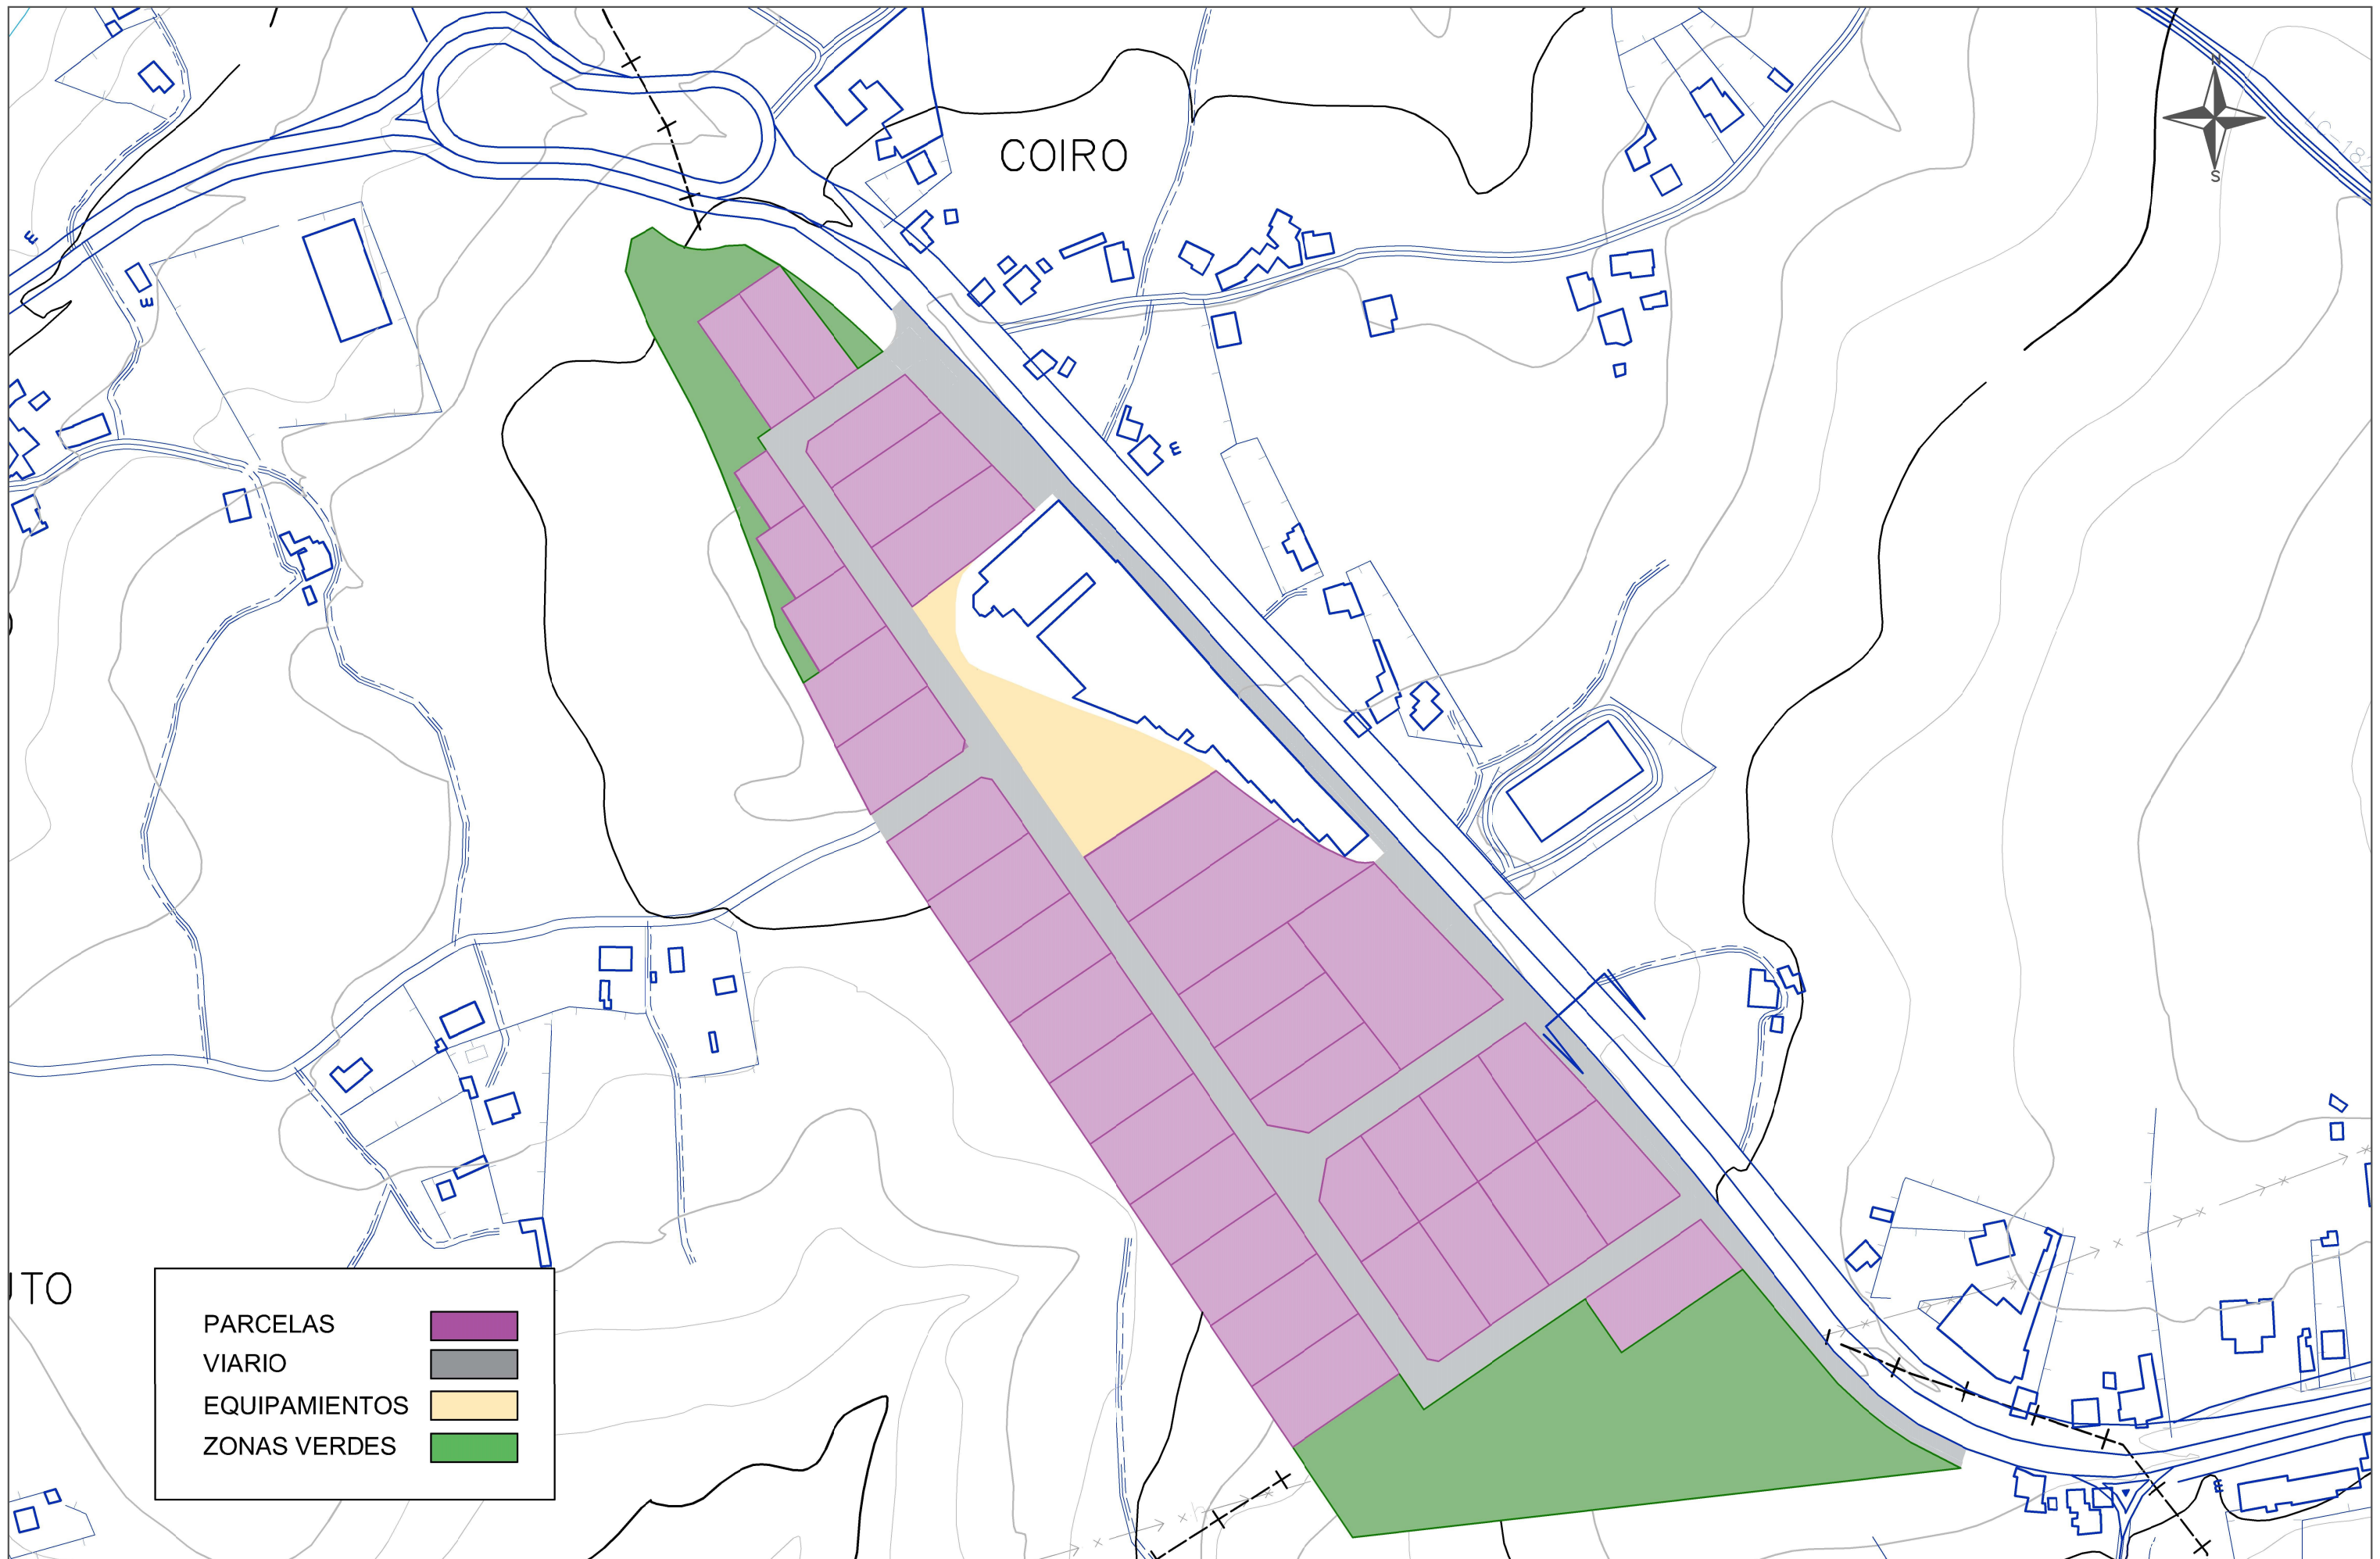 N
S
COIRO
UTO
PARCELAS
VIARIO
EQUIPAMIENTOS
ZONAS VERDES